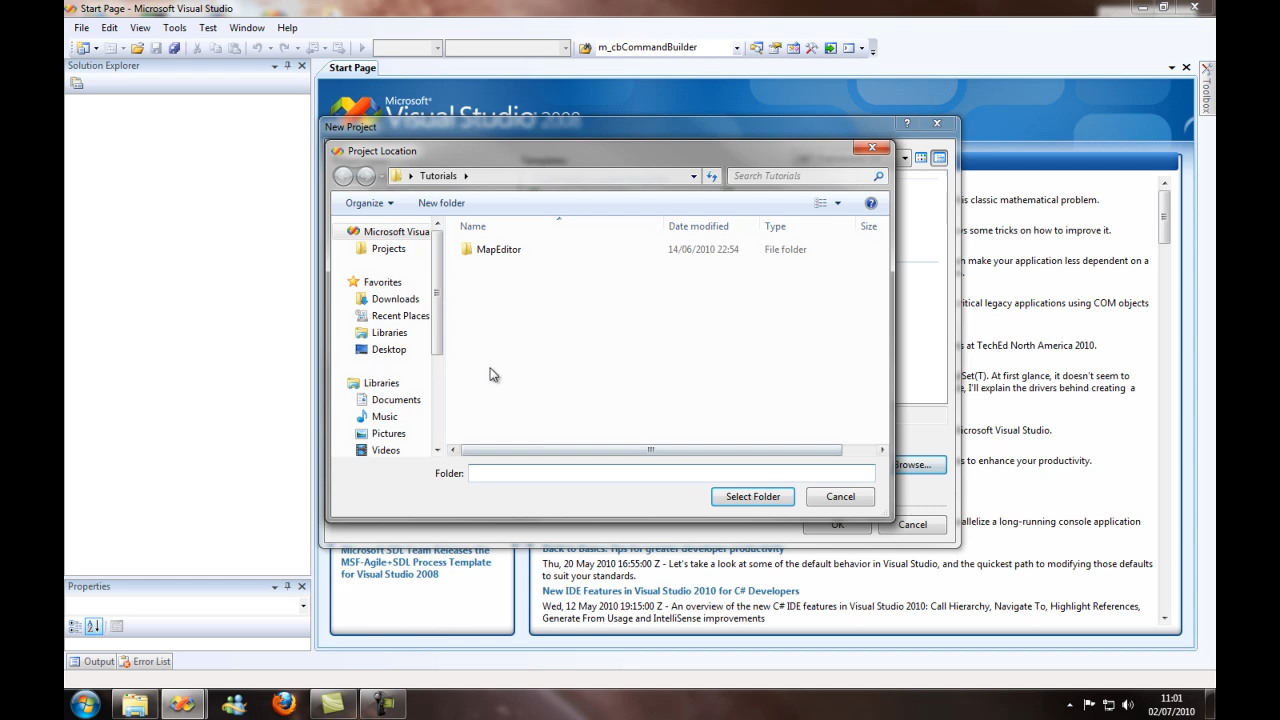 Start Page - Microsoft Visual Studio
File Edit View Tools Test Window Help
m_cbCommandBuilder
Solution Explorer
Start Page
Toolbox
Microsoft®
Visual Studio 2008
New Project
Project Location
Tutorials
Search Tutorials
Organize New folder
Name Date modified Type Size
MapEditor 14/06/2010 22:54 File folder
Microsoft Visua
Projects
Favorites
Downloads
Recent Places
Libraries
Desktop
Libraries
Documents
Music
Pictures
Videos
Folder:
Select Folder Cancel
Browse...
OK Cancel
is classic mathematical problem.
s some tricks on how to improve it.
n make your application less dependent on a
itical legacy applications using COM objects
s at TechEd North America 2010.
Set(T). At first glance, it doesn't seem to
e, I'll explain the drivers behind creating a
icrosoft Visual Studio.
s to enhance your productivity.
allelize a long-running console application
Microsoft SDL Team Releases the
MSF-Agile+SDL Process Template
for Visual Studio 2008
Back to Basics: Tips for greater developer productivity
Thu, 20 May 2010 16:55:00 Z - Let's take a look at some of the default behavior in Visual Studio, and the quickest path to modifying those defaults
to suit your standards.
New IDE Features in Visual Studio 2010 for C# Developers
Wed, 12 May 2010 19:15:00 Z - An overview of the new C# IDE features in Visual Studio 2010: Call Hierarchy, Navigate To, Highlight References,
Generate From Usage and IntelliSense improvements
Properties
Output Error List
11:01
02/07/2010